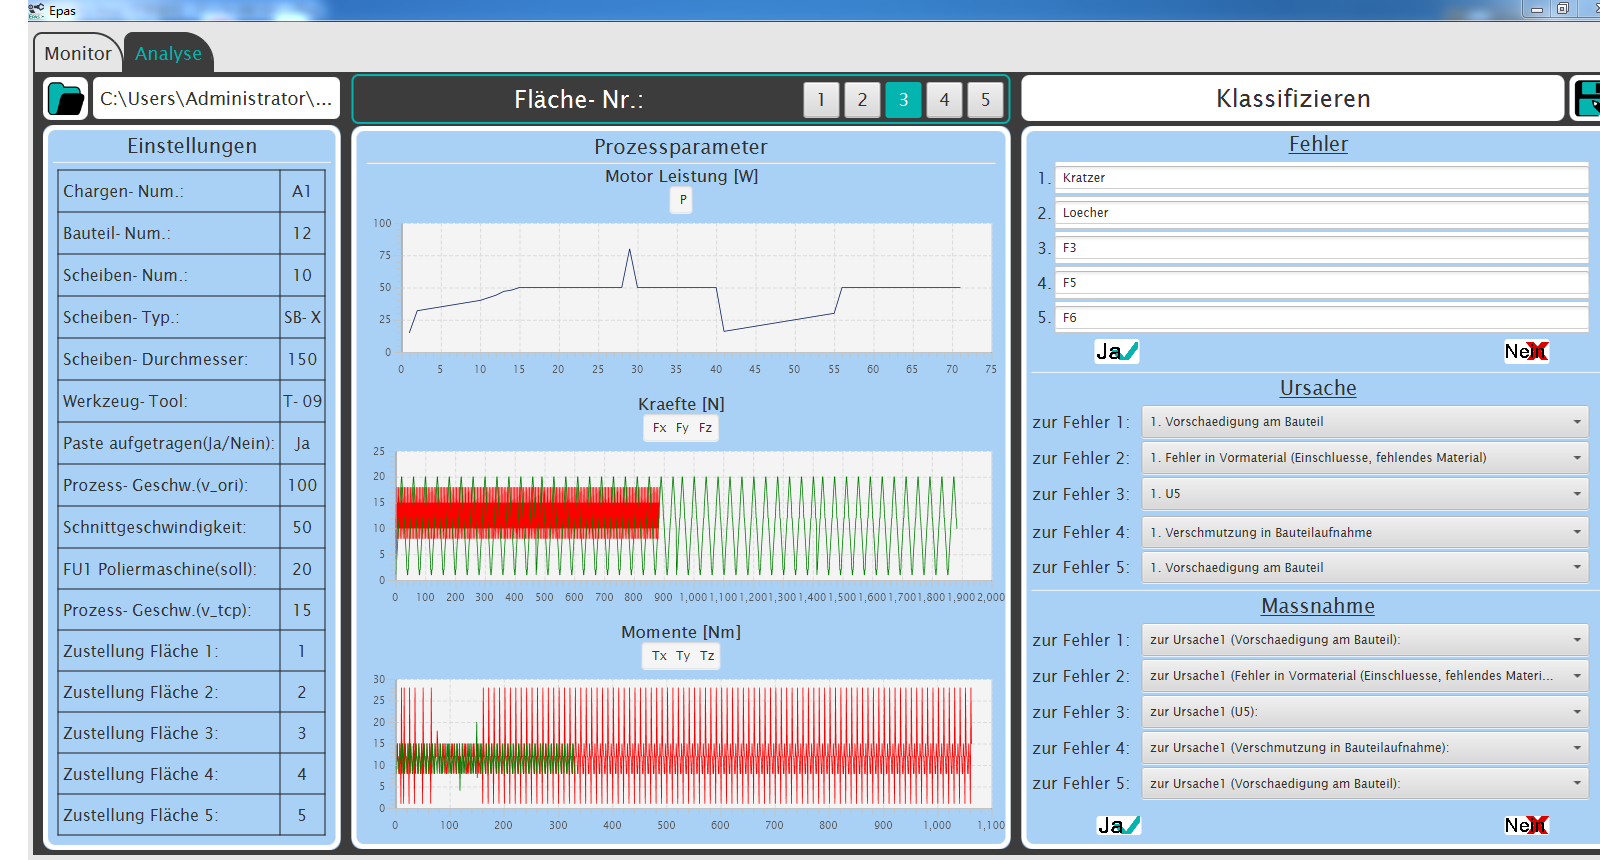 Epas
Monitor
Analyse
C:\Users\Administrator\...
Fläche- Nr.:
1 2 3 4 5
Klassifizieren
Einstellungen
Chargen- Num.: A1
Bauteil- Num.: 12
Scheiben- Num.: 10
Scheiben- Typ.: SB- X
Scheiben- Durchmesser: 150
Werkzeug- Tool: T- 09
Paste aufgetragen(Ja/Nein): Ja
Prozess- Geschw.(v_ori): 100
Schnittgeschwindigkeit: 50
FU1 Poliermaschine(soll): 20
Prozess- Geschw.(v_tcp): 15
Zustellung Fläche 1: 1
Zustellung Fläche 2: 2
Zustellung Fläche 3: 3
Zustellung Fläche 4: 4
Zustellung Fläche 5: 5
Prozessparameter
Motor Leistung [W]
P
100
75
50
25
0
0 5 10 15 20 25 30 35 40 45 50 55 60 65 70 75
Kraefte [N]
Fx Fy Fz
25
20
15
10
5
0
0 100 200 300 400 500 600 700 800 900 1,000 1,100 1,200 1,300 1,400 1,500 1,600 1,700 1,800 1,900 2,000
Momente [Nm]
Tx Ty Tz
30
25
20
15
10
5
0
0 100 200 300 400 500 600 700 800 900 1,000 1,100
Fehler
1. Kratzer
2. Loecher
3. F3
4. F5
5. F6
Ja Nein
Ursache
zur Fehler 1: 1. Vorschaedigung am Bauteil
zur Fehler 2: 1. Fehler in Vormaterial (Einschluesse, fehlendes Material)
zur Fehler 3: 1. U5
zur Fehler 4: 1. Verschmutzung in Bauteilaufnahme
zur Fehler 5: 1. Vorschaedigung am Bauteil
Massnahme
zur Fehler 1: zur Ursache1 (Vorschaedigung am Bauteil):
zur Fehler 2: zur Ursache1 (Fehler in Vormaterial (Einschluesse, fehlendes Materi...
zur Fehler 3: zur Ursache1 (U5):
zur Fehler 4: zur Ursache1 (Verschmutzung in Bauteilaufnahme):
zur Fehler 5: zur Ursache1 (Vorschaedigung am Bauteil):
Ja Nein